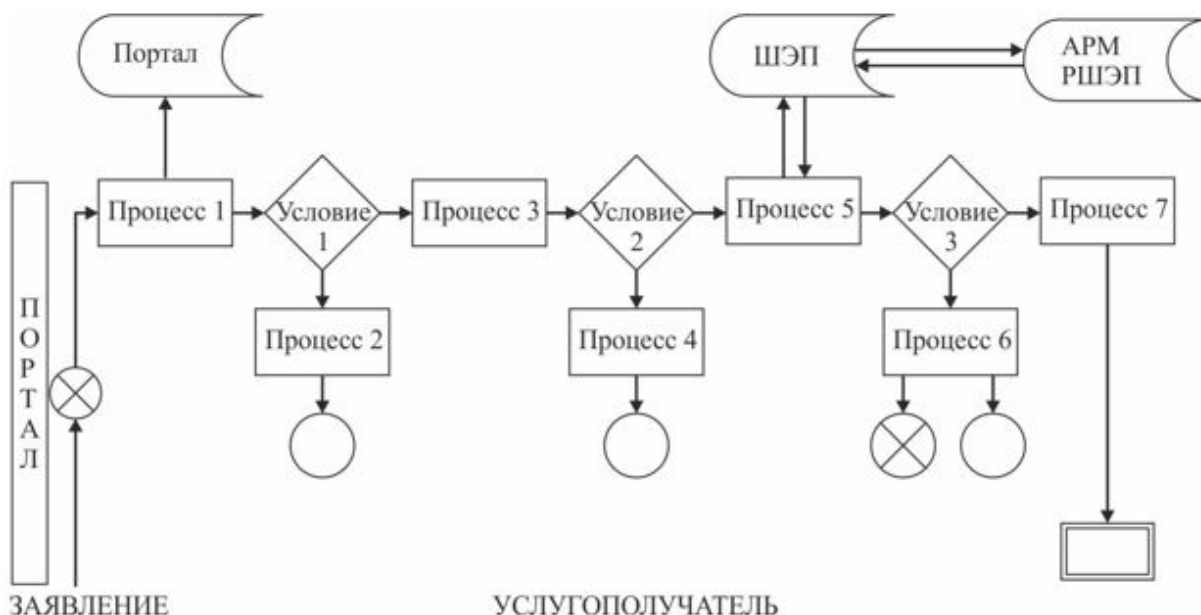 Портал
ШЭП
АРМ
РШЭП
Процесс 1
Условие
1
Процесс 3
Условие
2
Процесс 5
Условие
3
Процесс 7
Процесс 2
Процесс 4
Процесс 6
П
О
Р
Т
А
Л
ЗАЯВЛЕНИЕ
УСЛУГОПОЛУЧАТЕЛЬ